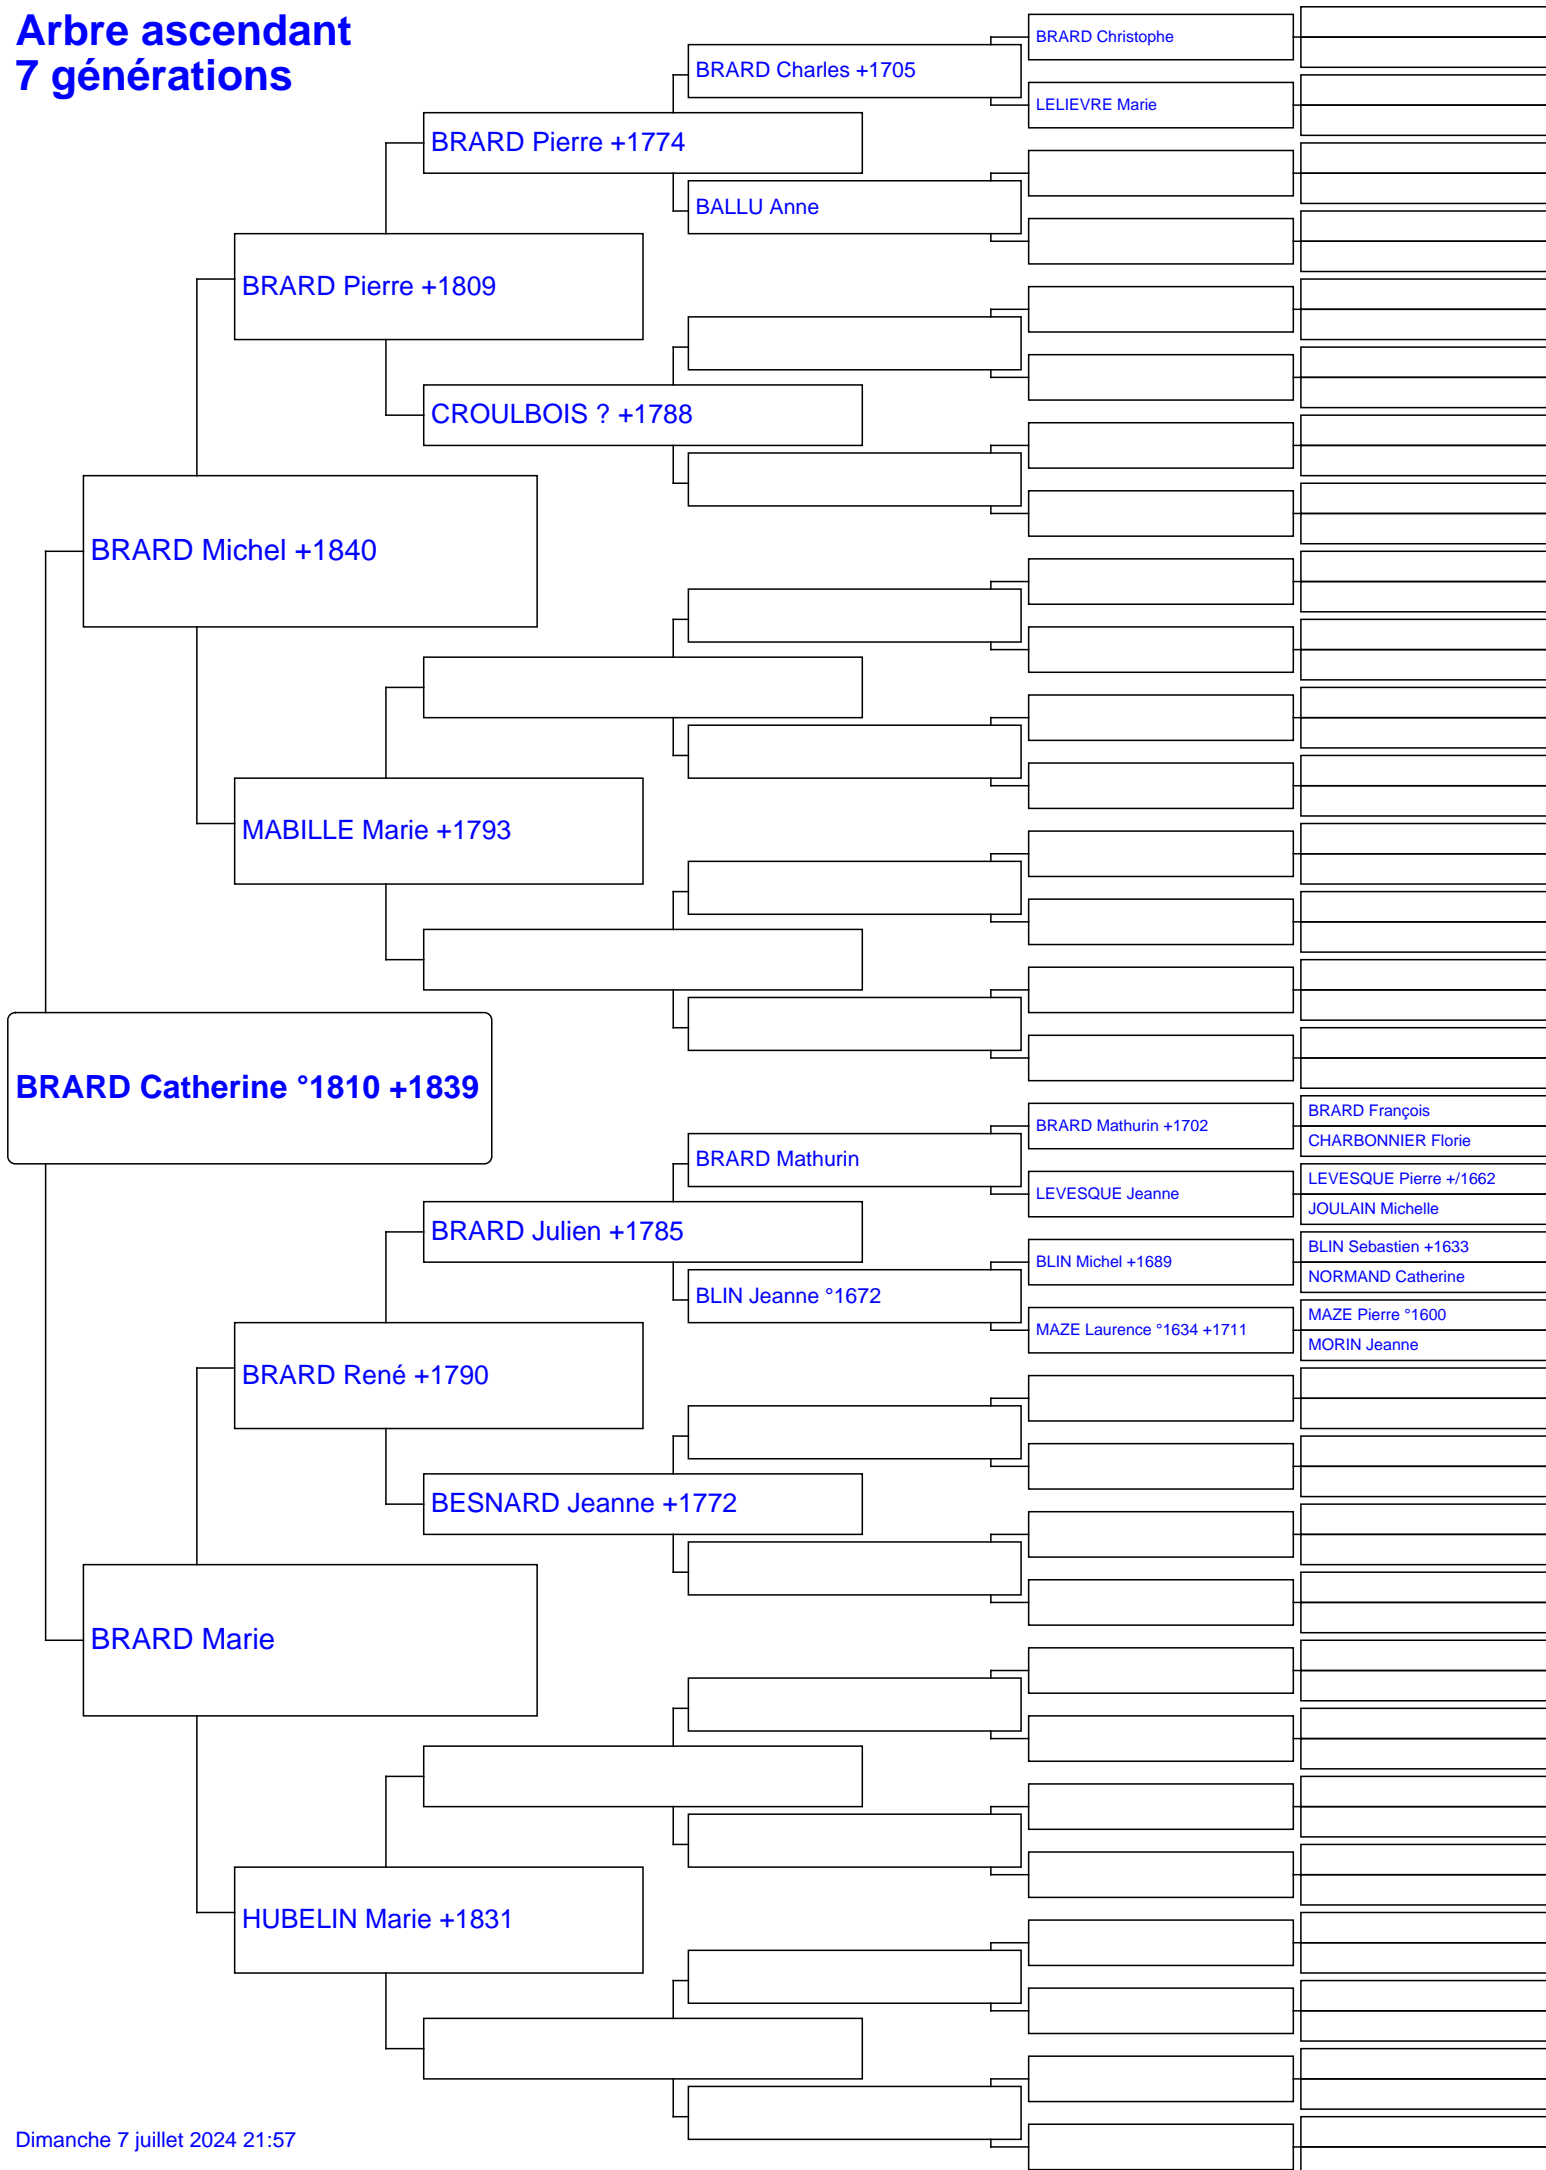 Arbre ascendant
7 générations
BRARD Christophe
BRARD Charles +1705
LELIEVRE Marie
BRARD Pierre +1774
BALLU Anne
BRARD Pierre +1809
CROULBOIS ? +1788
BRARD Michel +1840
MABILLE Marie +1793
BRARD Catherine °1810 +1839
BRARD François
BRARD Mathurin +1702
CHARBONNIER Florie
BRARD Mathurin
LEVESQUE Pierre +/1662
LEVESQUE Jeanne
JOULAIN Michelle
BRARD Julien +1785
BLIN Sebastien +1633
BLIN Michel +1689
NORMAND Catherine
BLIN Jeanne °1672
MAZE Pierre °1600
MAZE Laurence °1634 +1711
MORIN Jeanne
BRARD René +1790
BESNARD Jeanne +1772
BRARD Marie
HUBELIN Marie +1831
Dimanche 7 juillet 2024 21:57